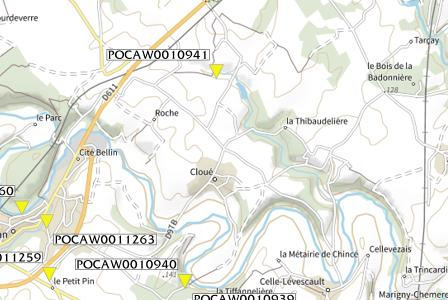 ourdeverre
Tarçay
POCAW0010941
le Bois de la
Badonnière
128
D611
le Parc
Roche
la Thibaudelière
Cité Bellin
Cloué
60
D97B
POCAW0011263
Cellevezais
la Métairie de Chincé
0011259
POCAW0010940
la Trincardi
le Petit Pin
141
la Tiffannelière
Celle-Lévescault
POCAW0010939
Marigny-Chemere